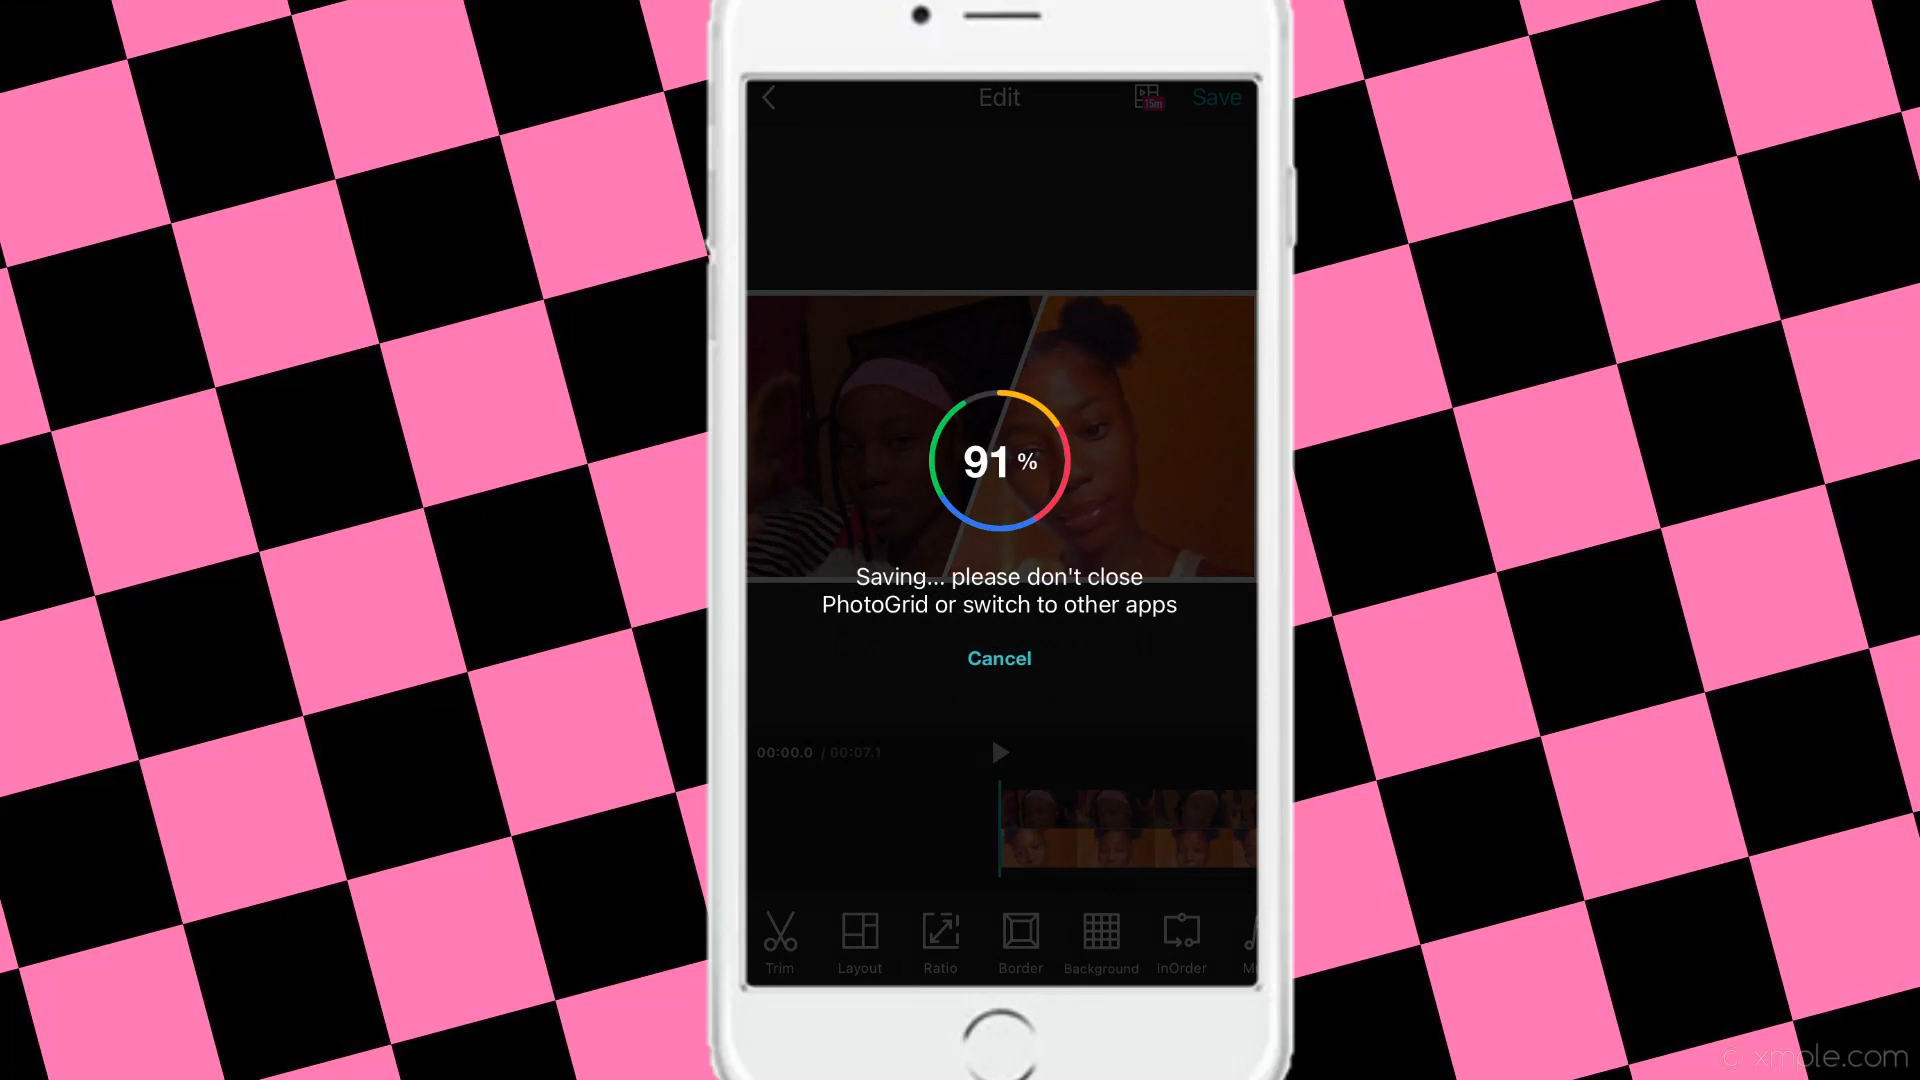 Edit
15m
Save
91 %
Saving... please don't close
PhotoGrid or switch to other apps
Cancel
00:00.0 / 00:07.1
Trim Layout Ratio Border Background InOrder
© xmple.com